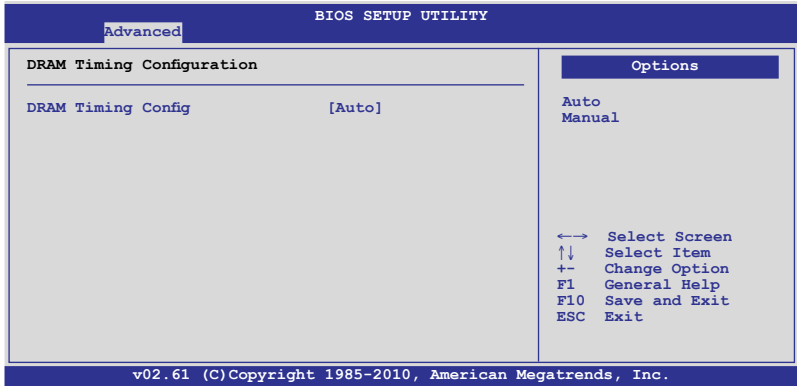 BIOS SETUP UTILITY
Advanced
DRAM Timing Configuration
DRAM Timing Config [Auto]
Options
Auto
Manual
←→ Select Screen
↑↓ Select Item
+- Change Option
F1 General Help
F10 Save and Exit
ESC Exit
v02.61 (C)Copyright 1985-2010, American Megatrends, Inc.